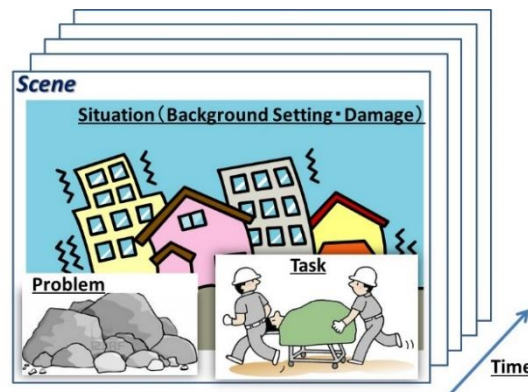 Scene
Situation（Background Setting・Damage）
Problem
Task
Time